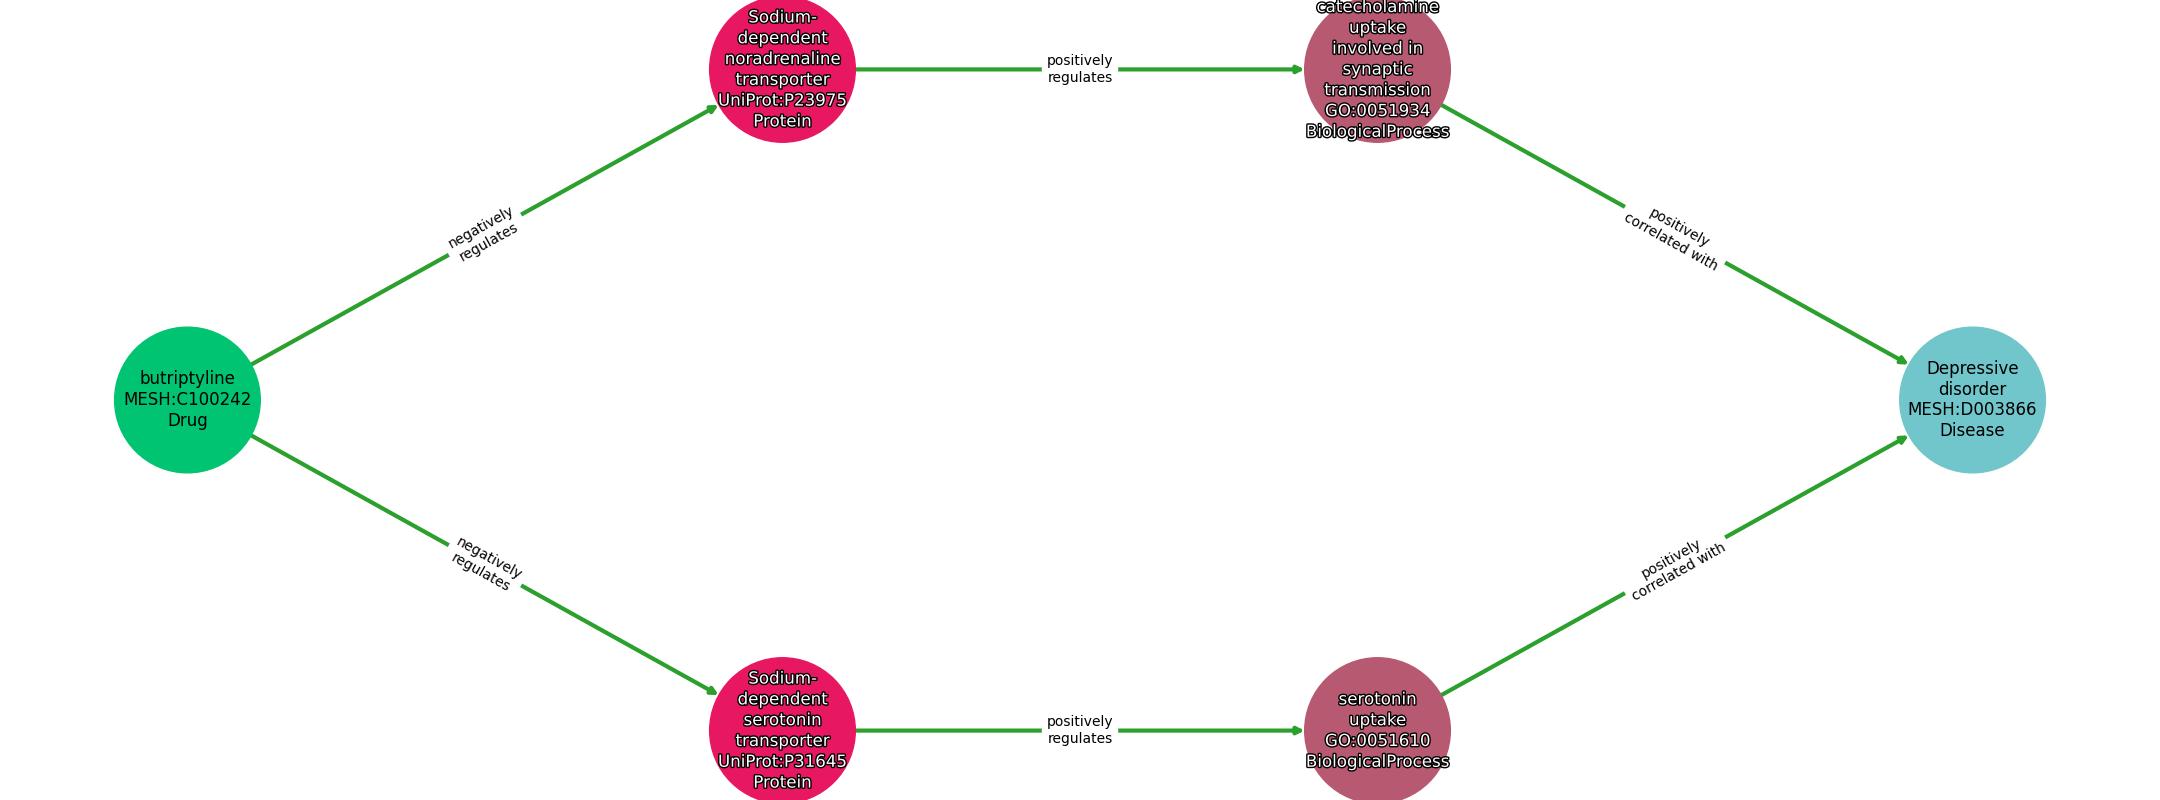 Sodium-
dependent
noradrenaline
transporter
UniProt:P23975
Protein
positively
regulates
catecholamine
uptake
involved in
synaptic
transmission
GO:0051934
BiologicalProcess
negatively
regulates
positively
correlated with
butriptyline
MESH:C100242
Drug
Depressive
disorder
MESH:D003866
Disease
negatively
regulates
positively
correlated with
Sodium-
dependent
serotonin
transporter
UniProt:P31645
Protein
positively
regulates
serotonin
uptake
GO:0051610
BiologicalProcess